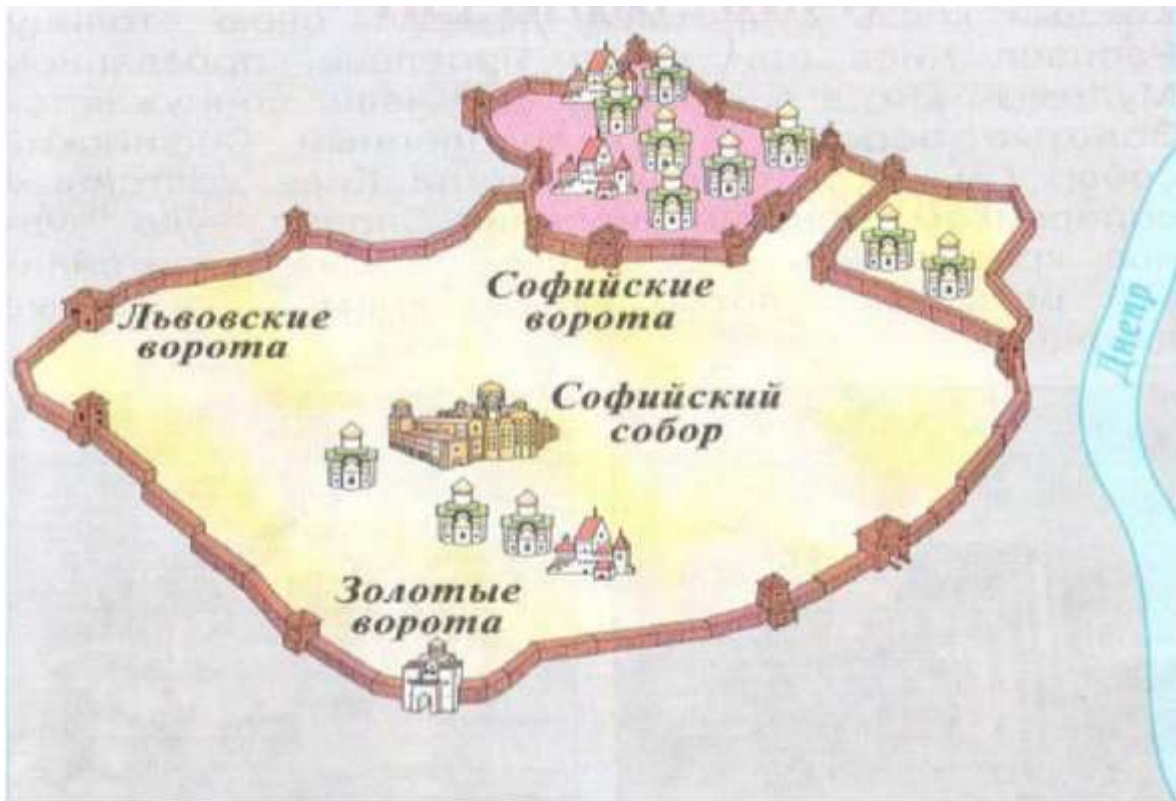 Софийские
ворота
Львовские
ворота
Днепр
Софийский
собор
Золотые
ворота